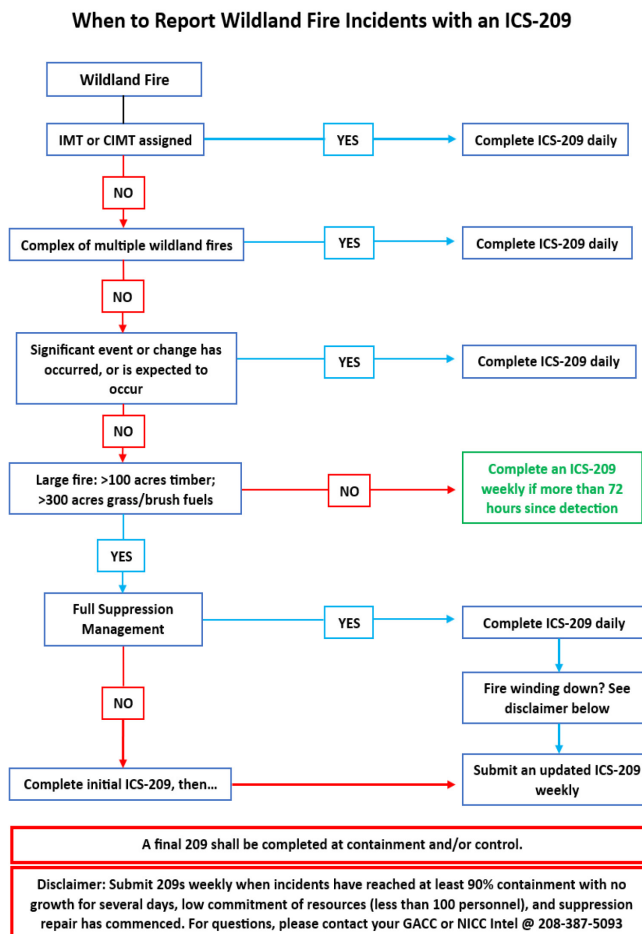 When to Report Wildland Fire Incidents with an ICS-209
Wildland Fire
IMT or CIMT assigned
YES
Complete ICS-209 daily
NO
Complex of multiple wildland fires
YES
Complete ICS-209 daily
NO
Significant event or change has
occurred, or is expected to
occur
YES
Complete ICS-209 daily
NO
Large fire: >100 acres timber;
>300 acres grass/brush fuels
NO
Complete an ICS-209
weekly if more than 72
hours since detection
YES
Full Suppression
Management
YES
Complete ICS-209 daily
Fire winding down? See
disclaimer below
NO
Complete initial ICS-209, then…
Submit an updated ICS-209
weekly
A final 209 shall be completed at containment and/or control.
Disclaimer: Submit 209s weekly when incidents have reached at least 90% containment with no
growth for several days, low commitment of resources (less than 100 personnel), and suppression
repair has commenced. For questions, please contact your GACC or NICC Intel @ 208-387-5093